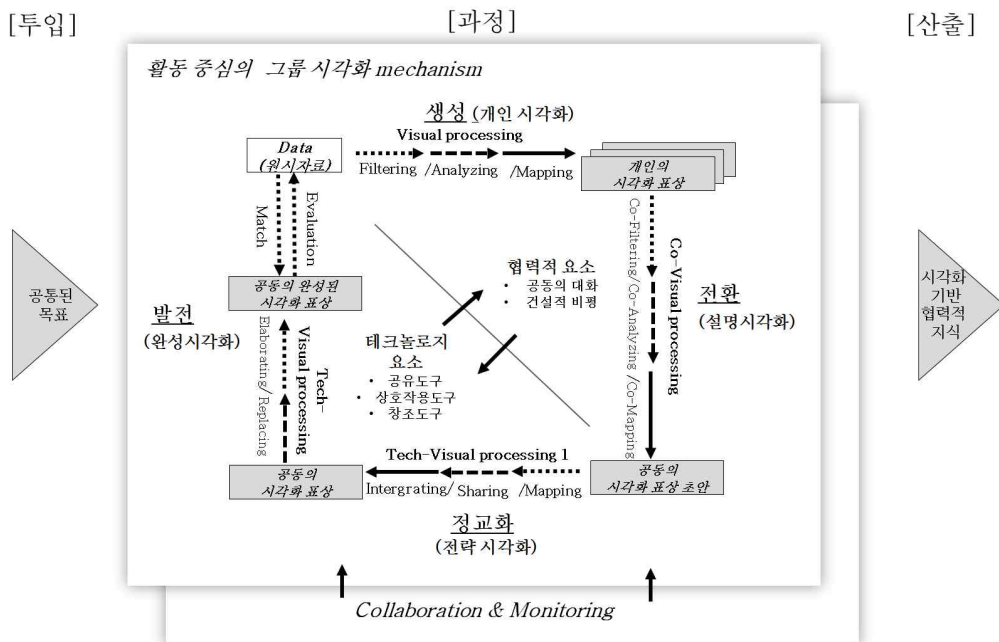 [투입]
[과정]
[산출]
활동 중심의 그룹 시각화 mechanism
생성 (개인 시각화)
Visual processing
Filtering /Analyzing /Mapping
Data
(원시자료)
개인의
시각화 표상
Match
Evaluation
Co-Filtering/Co-Analyzing /Co-Mapping
Co-Visual processing
전환
(설명시각화)
협력적 요소
• 공동의 대화
• 건설적 비평
테크놀로지
요소
• 공유도구
• 상호작용도구
• 창조도구
공동의 완성된
시각화 표상
발전
(완성시각화)
Elaborating/Replacing
Tech-
Visual processing
공통된
목표
시각화
기반
협력적
지식
Tech-Visual processing 1
Intergrating/ Sharing /Mapping
공동의
시각화 표상
공동의
시각화 표상 초안
정교화
(전략 시각화)
Collaboration & Monitoring